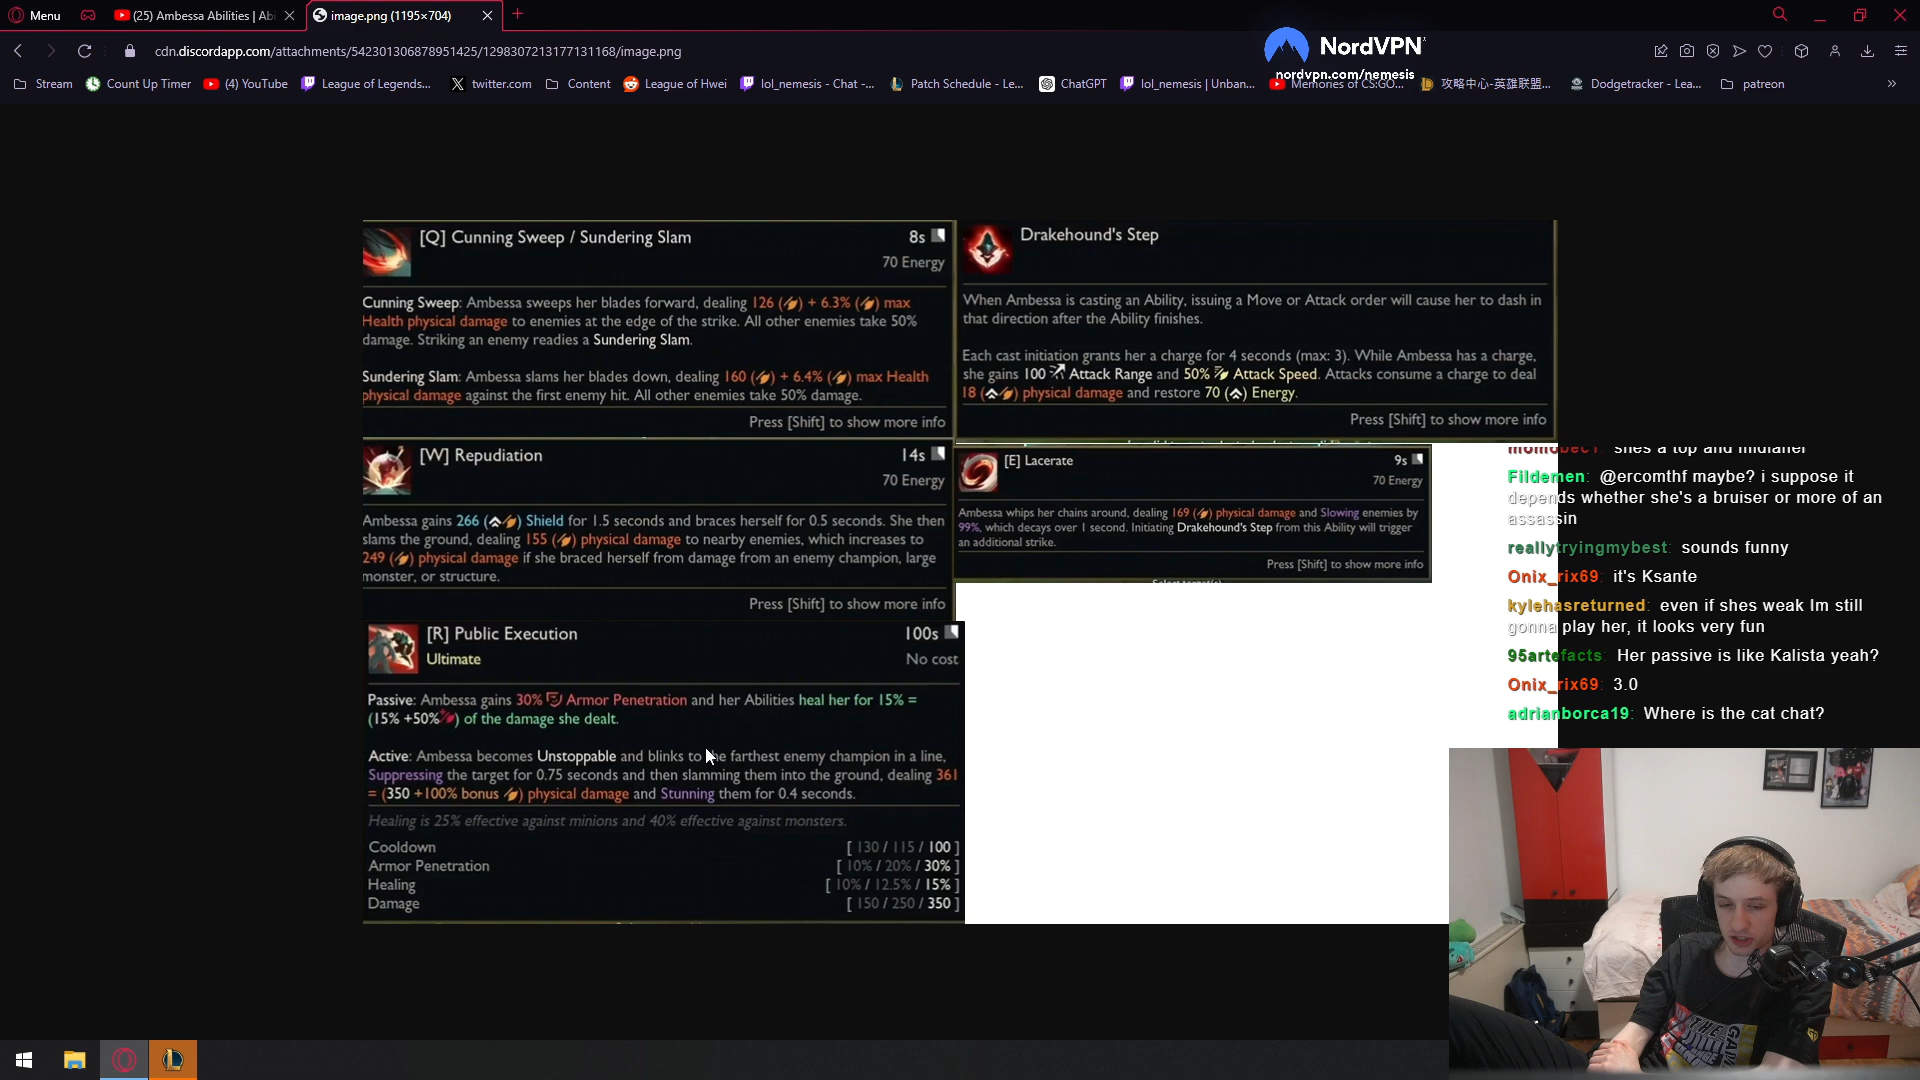 Menu
(25) Ambessa Abilities | Abi
image.png (1195×704)
cdn.discordapp.com/attachments/542301306878951425/1298307213177131168/image.png
NordVPN
nordvpn.com/nemesis
Stream
Count Up Timer
(4) YouTube
League of Legends...
twitter.com
Content
League of Hwei
lol_nemesis - Chat -...
Patch Schedule - Le...
ChatGPT
lol_nemesis | Unban...
Memories of CS:GO...
攻略中心-英雄联盟...
Dodgetracker - Lea...
patreon
[Q] Cunning Sweep / Sundering Slam
8s
70 Energy
Cunning Sweep: Ambessa sweeps her blades forward, dealing 126 () + 6.3% () max
Health physical damage to enemies at the edge of the strike. All other enemies take 50%
damage. Striking an enemy readies a Sundering Slam.
Sundering Slam: Ambessa slams her blades down, dealing 160 () + 6.4% () max Health
physical damage against the first enemy hit. All other enemies take 50% damage.
Press [Shift] to show more info
Drakehound's Step
When Ambessa is casting an Ability, issuing a Move or Attack order will cause her to dash in
that direction after the Ability finishes.
Each cast initiation grants her a charge for 4 seconds (max: 3). While Ambessa has a charge,
she gains 100 Attack Range and 50% Attack Speed. Attacks consume a charge to deal
18 () physical damage and restore 70 () Energy.
Press [Shift] to show more info
[W] Repudiation
14s
70 Energy
Ambessa gains 266 () Shield for 1.5 seconds and braces herself for 0.5 seconds. She then
slams the ground, dealing 155 () physical damage to nearby enemies, which increases to
249 () physical damage if she braced herself from damage from an enemy champion, large
monster, or structure.
Press [Shift] to show more info
[E] Lacerate
9s
70 Energy
Ambessa whips her chains around, dealing 169 () physical damage and Slowing enemies by
99%, which decays over 1 second. Initiating Drakehound's Step from this Ability will trigger
an additional strike.
Press [Shift] to show more info
[R] Public Execution
100s
Ultimate
No cost
Passive: Ambessa gains 30% Armor Penetration and her Abilities heal her for 15% =
(15% +50%) of the damage she dealt.
Active: Ambessa becomes Unstoppable and blinks to the farthest enemy champion in a line,
Suppressing the target for 0.75 seconds and then slamming them into the ground, dealing 361
= (350 +100% bonus ) physical damage and Stunning them for 0.4 seconds.
Healing is 25% effective against minions and 40% effective against monsters.
Cooldown [ 130 / 115 / 100 ]
Armor Penetration [ 10% / 20% / 30% ]
Healing [ 10% / 12.5% / 15% ]
Damage [ 150 / 250 / 350 ]
shes a top and midlaner
Fildemen: @ercomthf maybe? i suppose it
depends whether she's a bruiser or more of an
assassin
reallytryingmybest: sounds funny
Onix_rix69: it's Ksante
kylehasreturned: even if shes weak Im still
gonna play her, it looks very fun
95artefacts: Her passive is like Kalista yeah?
Onix_rix69: 3.0
adrianborca19: Where is the cat chat?